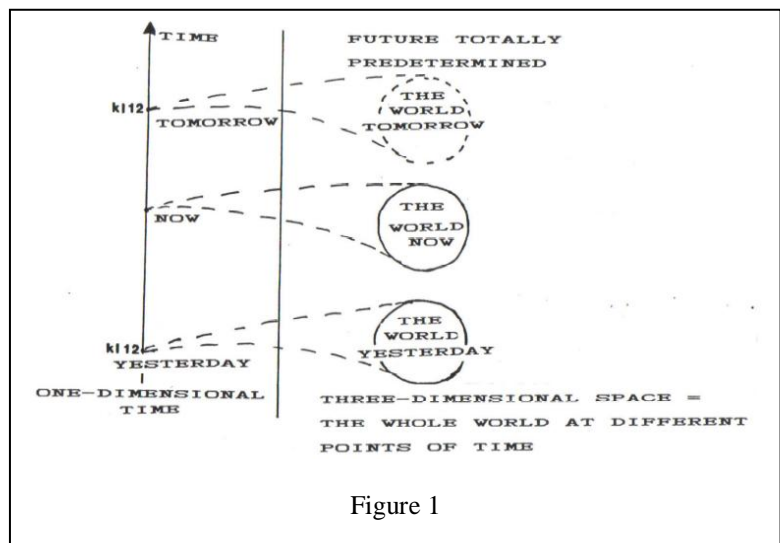 TIME
FUTURE TOTALLY
PREDETERMINED
kl12
TOMORROW
THE
WORLD
TOMORROW
NOW
THE
WORLD
NOW
kl12
YESTERDAY
THE
WORLD
YESTERDAY
ONE-DIMENSIONAL
TIME
THREE-DIMENSIONAL SPACE =
THE WHOLE WORLD AT DIFFERENT
POINTS OF TIME
Figure 1